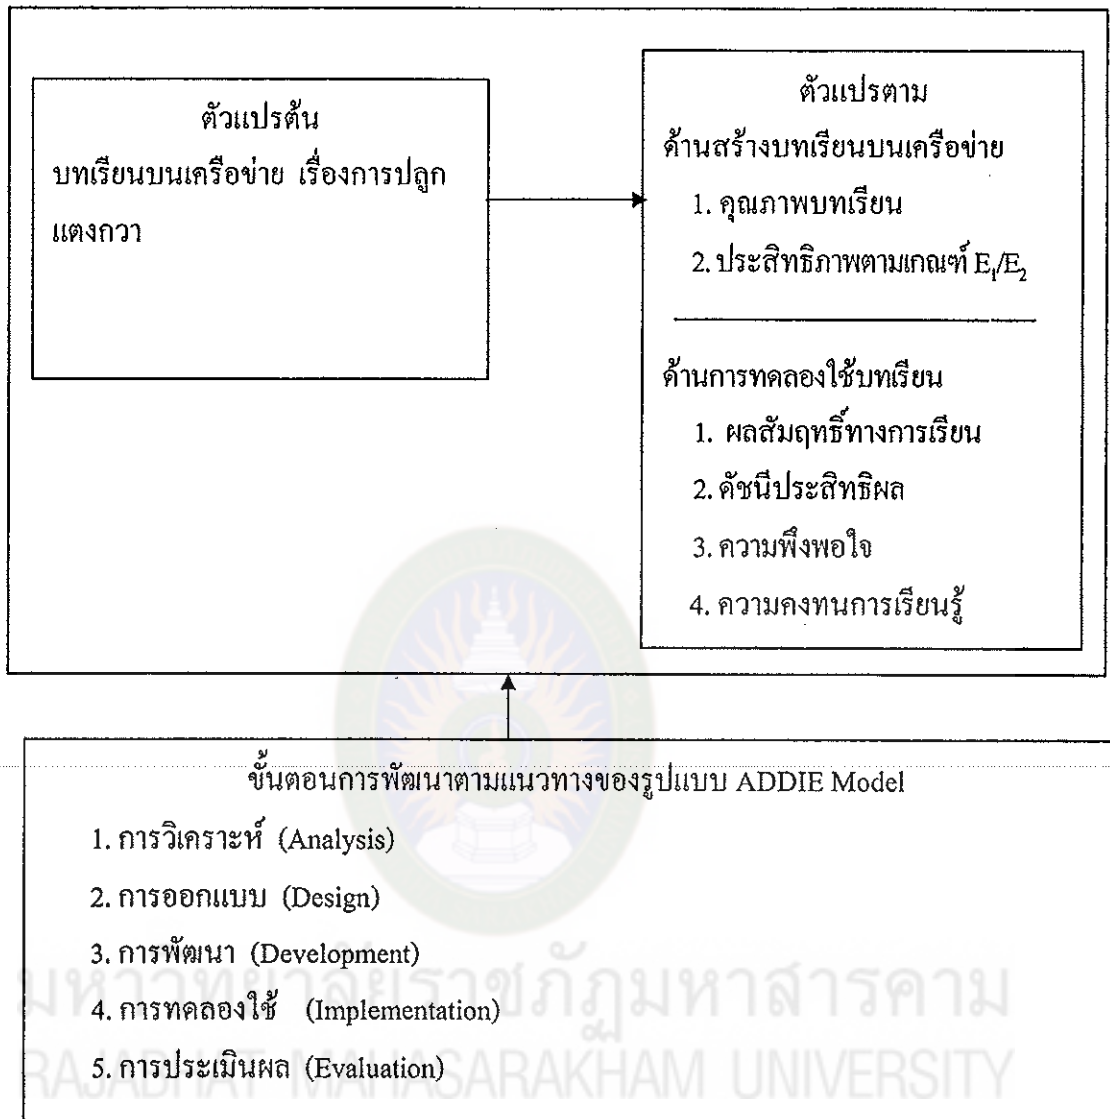 ตัวแปรต้น
บทเรียนบนเครือข่าย เรื่องการปลูก
แตงกวา
ตัวแปรตาม
ด้านสร้างบทเรียนบนเครือข่าย
1. คุณภาพบทเรียน
2. ประสิทธิภาพตามเกณฑ์ E₁/E₂
ด้านการทดลองใช้บทเรียน
1. ผลสัมฤทธิ์ทางการเรียน
2. ดัชนีประสิทธิผล
3. ความพึงพอใจ
4. ความคงทนการเรียนรู้
ขั้นตอนการพัฒนาตามแนวทางของรูปแบบ ADDIE Model
1. การวิเคราะห์ (Analysis)
2. การออกแบบ (Design)
3. การพัฒนา (Development)
4. การทดลองใช้ (Implementation)
5. การประเมินผล (Evaluation)
มหาวิทยาลัยราชภัฏมหาสารคาม
RAJABHAT MAHASARAKHAM UNIVERSITY